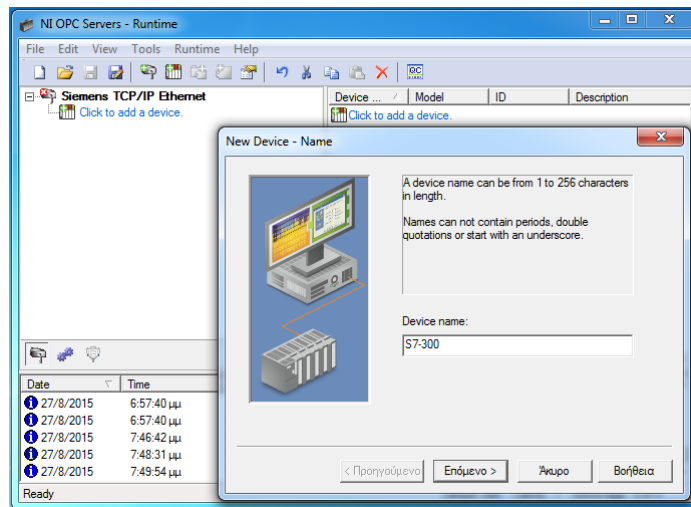 NI OPC Servers - Runtime
File Edit View Tools Runtime Help
Siemens TCP/IP Ethernet
Click to add a device.
Device ... Model ID Description
Click to add a device.
New Device - Name
A device name can be from 1 to 256 characters
in length.
Names can not contain periods, double
quotations or start with an underscore.
Device name:
S7-300
Date Time
27/8/2015 6:57:40 μμ
27/8/2015 6:57:40 μμ
27/8/2015 7:46:42 μμ
27/8/2015 7:48:31 μμ
27/8/2015 7:49:54 μμ
< Προηγούμενο Επόμενο > Άκυρο Βοήθεια
Ready